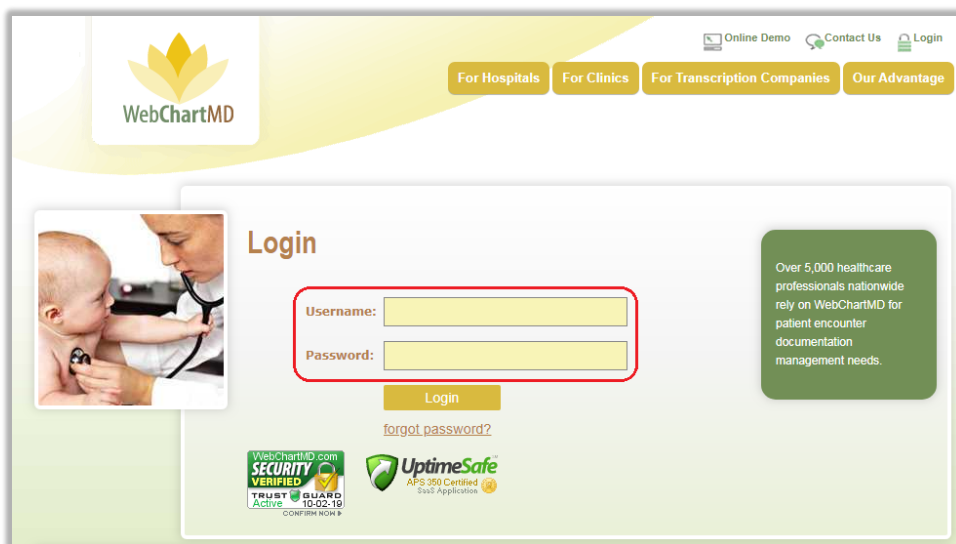 Online Demo
Contact Us
Login
For Hospitals
For Clinics
For Transcription Companies
Our Advantage
WebChartMD
Login
Username:
Password:
Login
forgot password?
Over 5,000 healthcare
professionals nationwide
rely on WebChartMD for
patient encounter
documentation
management needs.
WebChartMD.com
SECURITY
VERIFIED
TRUST GUARD
Active 10-02-19
CONFIRM NOW
UptimeSafe
APS 350 Certified
SaaS Application